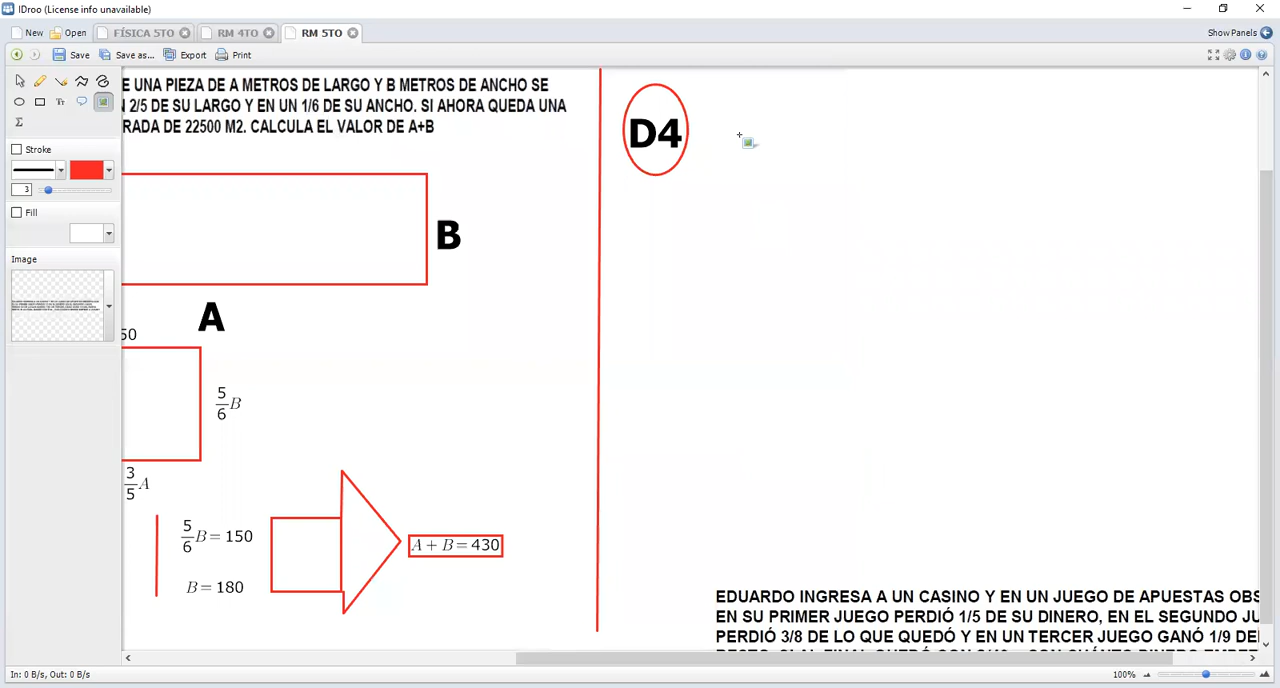 IDroo (License info unavailable)
New Open FÍSICA 5TO RM 4TO RM 5TO Show Panels
Save Save as... Export Print
Stroke
3
Fill
Image
E UNA PIEZA DE A METROS DE LARGO Y B METROS DE ANCHO SE
2/5 DE SU LARGO Y EN UN 1/6 DE SU ANCHO. SI AHORA QUEDA UNA
RADA DE 22500 M2. CALCULA EL VALOR DE A+B
B
A
50
5/6 B
3/5 A
5/6 B = 150
B = 180
A + B = 430
D4
EDUARDO INGRESA A UN CASINO Y EN UN JUEGO DE APUESTAS OBS
EN SU PRIMER JUEGO PERDIÓ 1/5 DE SU DINERO, EN EL SEGUNDO JU
PERDIÓ 3/8 DE LO QUE QUEDÓ Y EN UN TERCER JUEGO GANÓ 1/9 DE
In: 0 B/s, Out: 0 B/s 100%